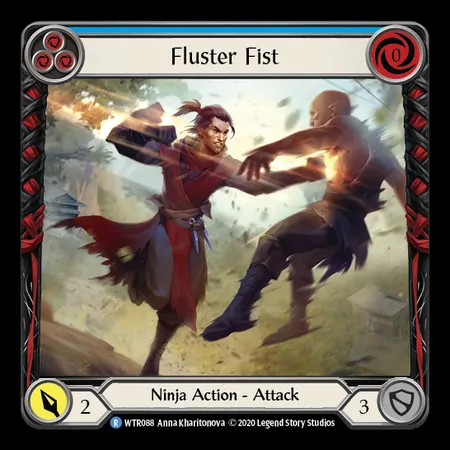 Fluster Fist
0
Ninja Action - Attack
2
3
R WTR088 Anna Kharitonova © 2020 Legend Story Studios